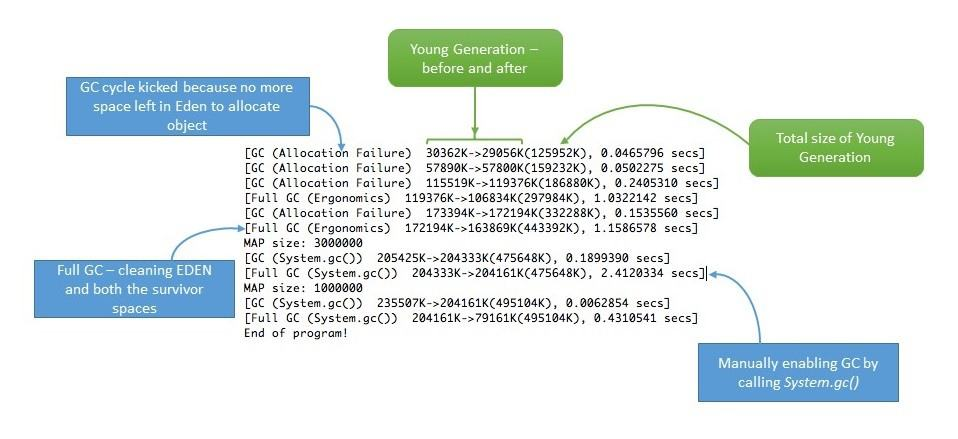 Young Generation –
before and after
GC cycle kicked because no more
space left in Eden to allocate
object
Total size of Young
Generation
[GC (Allocation Failure)  30362K->29056K(125952K), 0.0465796 secs]
[GC (Allocation Failure)  57890K->57800K(159232K), 0.0502275 secs]
[GC (Allocation Failure)  115519K->119376K(186880K), 0.2405310 secs]
[Full GC (Ergonomics)  119376K->106834K(297984K), 1.0322142 secs]
[GC (Allocation Failure)  173394K->172194K(332288K), 0.1535560 secs]
[Full GC (Ergonomics)  172194K->163869K(443392K), 1.1586578 secs]
MAP size: 3000000
[GC (System.gc())  205425K->204333K(475648K), 0.1899390 secs]
[Full GC (System.gc())  204333K->204161K(475648K), 2.4120334 secs]
MAP size: 1000000
[GC (System.gc())  235507K->204161K(495104K), 0.0062854 secs]
[Full GC (System.gc())  204161K->79161K(495104K), 0.4310541 secs]
End of program!
Full GC – cleaning EDEN
and both the survivor
spaces
Manually enabling GC by
calling System.gc()